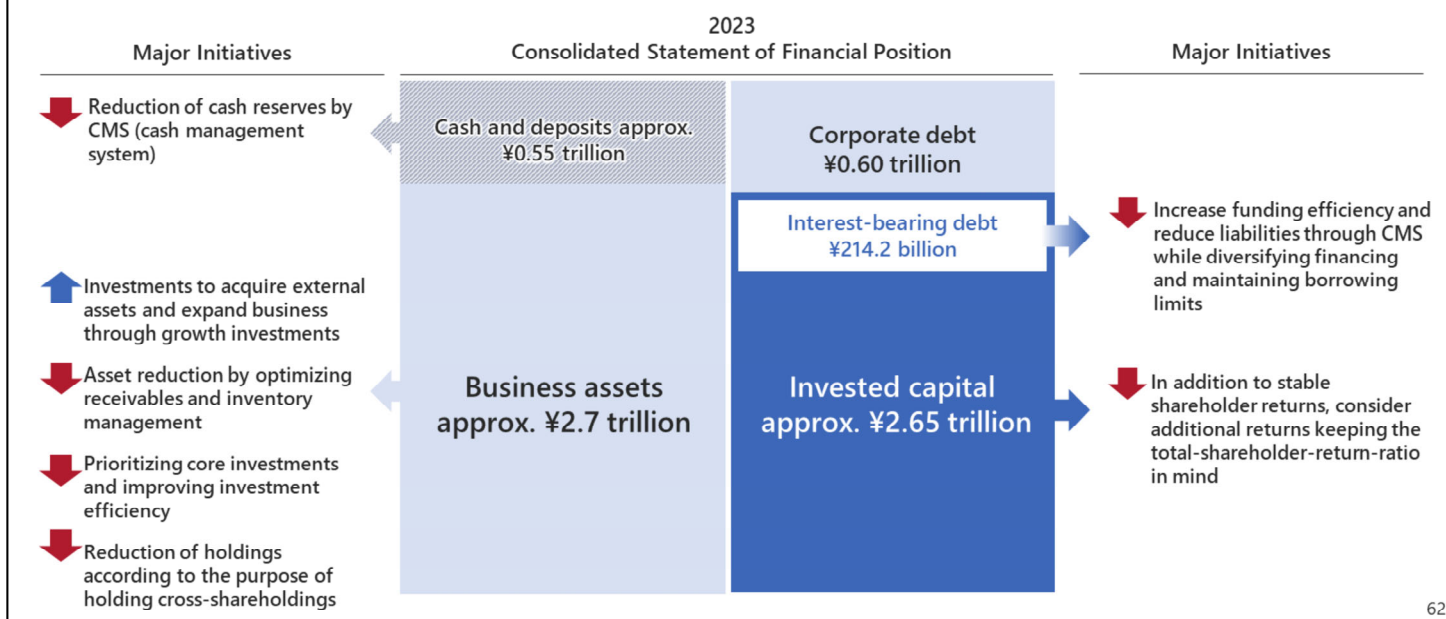 2023
Major Initiatives
Consolidated Statement of Financial Position
Major Initiatives
Reduction of cash reserves by
CMS (cash management
system)
Investments to acquire external
assets and expand business
through growth investments
Asset reduction by optimizing
receivables and inventory
management
Prioritizing core investments
and improving investment
efficiency
Reduction of holdings
according to the purpose of
holding cross-shareholdings
Cash and deposits approx.
¥0.55 trillion
Business assets
approx. ¥2.7 trillion
Corporate debt
¥0.60 trillion
Interest-bearing debt
¥214.2 billion
Invested capital
approx. ¥2.65 trillion
Increase funding efficiency and
reduce liabilities through CMS
while diversifying financing
and maintaining borrowing
limits
In addition to stable
shareholder returns, consider
additional returns keeping the
total-shareholder-return-ratio
in mind
62